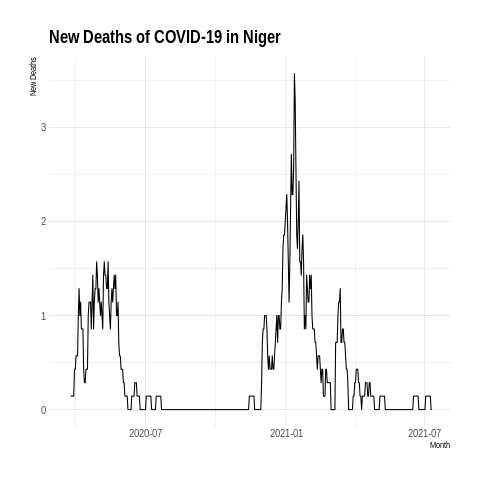 New Deaths of COVID-19 in Niger
New Deaths
3
2
1
0
2020-07
2021-01
2021-07
Month